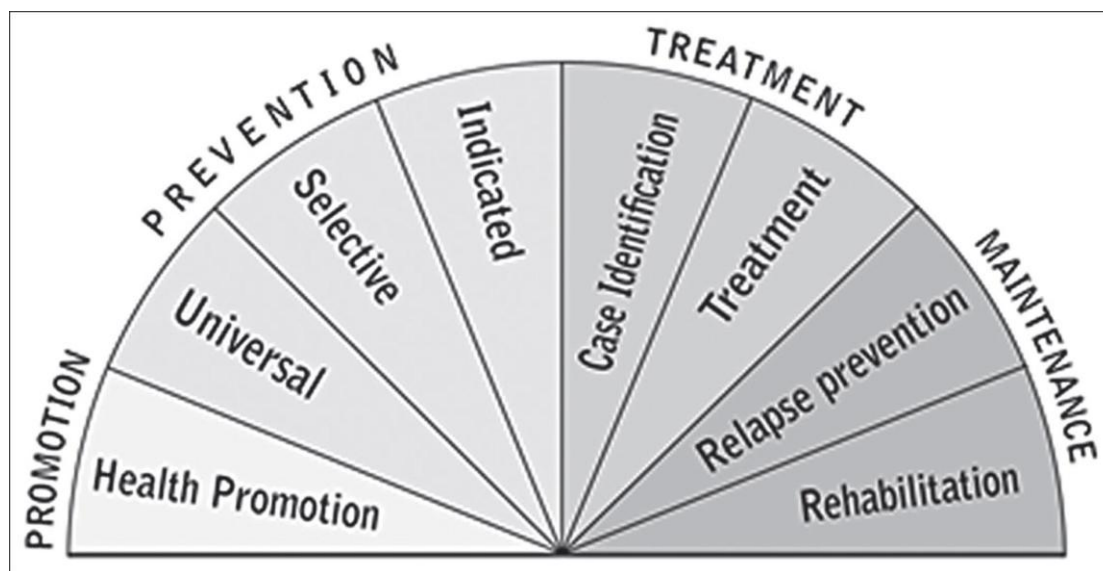 PROMOTION
Health Promotion
PREVENTION
Universal
Selective
Indicated
TREATMENT
Case Identification
Treatment
MAINTENANCE
Relapse prevention
Rehabilitation